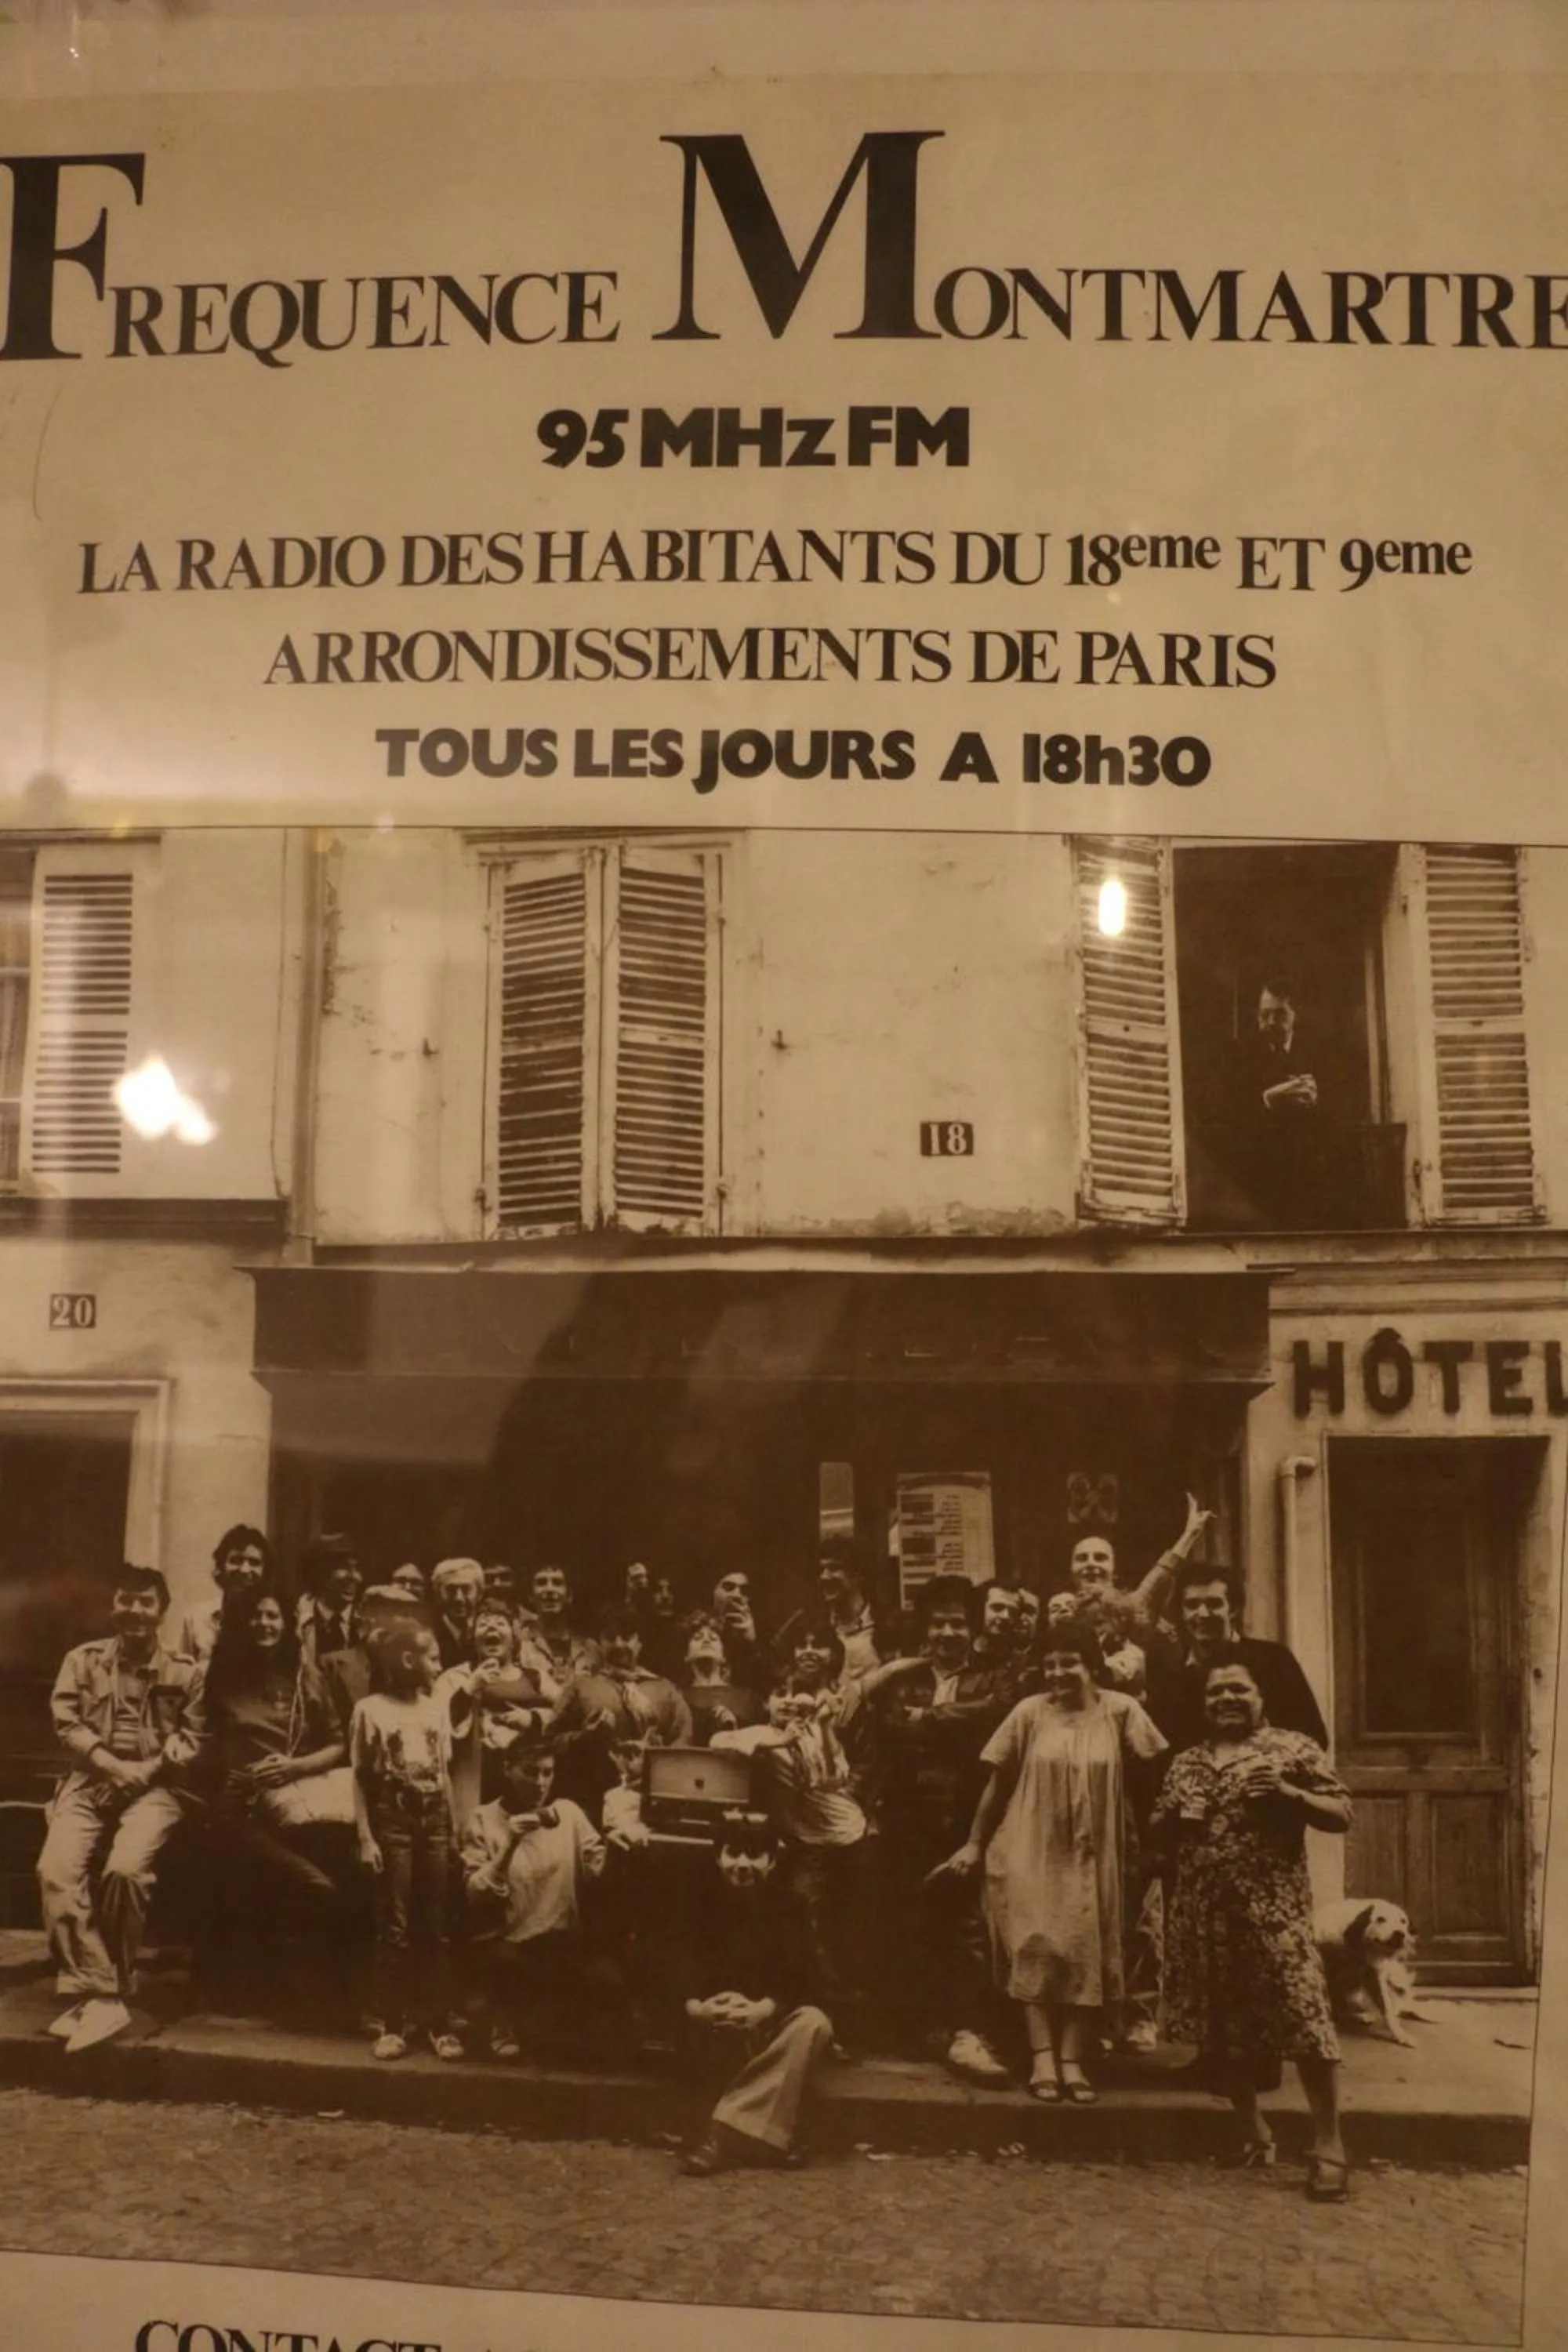 FREQUENCE MONTMARTRE
95 MHz FM
LA RADIO DES HABITANTS DU 18eme ET 9eme
ARRONDISSEMENTS DE PARIS
TOUS LES JOURS A 18h30
18
20
HÔTEL
CONTACT